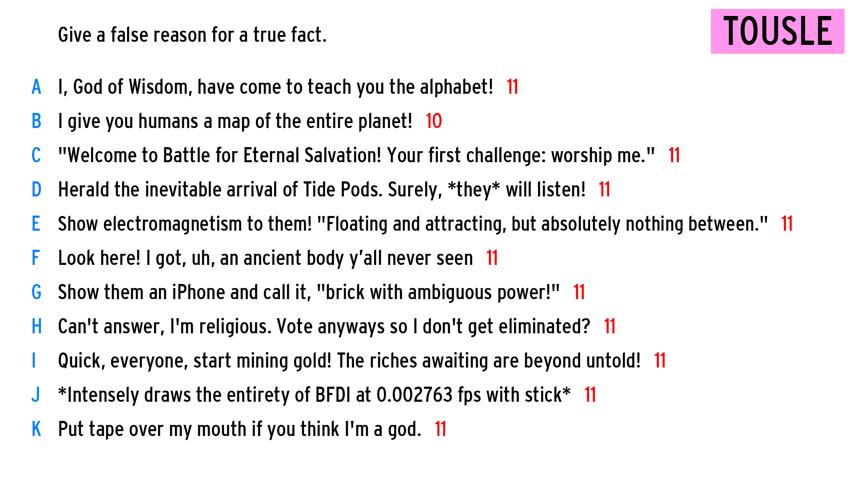 Give a false reason for a true fact.
TOUSLE
A I, God of Wisdom, have come to teach you the alphabet! 11
B I give you humans a map of the entire planet! 10
C "Welcome to Battle for Eternal Salvation! Your first challenge: worship me." 11
D Herald the inevitable arrival of Tide Pods. Surely, *they* will listen! 11
E Show electromagnetism to them! "Floating and attracting, but absolutely nothing between." 11
F Look here! I got, uh, an ancient body y’all never seen 11
G Show them an iPhone and call it, "brick with ambiguous power!" 11
H Can't answer, I'm religious. Vote anyways so I don't get eliminated? 11
I Quick, everyone, start mining gold! The riches awaiting are beyond untold! 11
J *Intensely draws the entirety of BFDI at 0.002763 fps with stick* 11
K Put tape over my mouth if you think I'm a god. 11